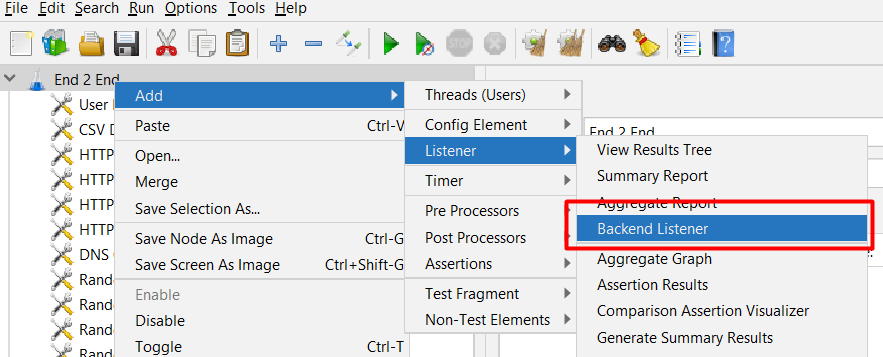 File Edit Search Run Options Tools Help
End 2 End
User
CSV D
HTTP
HTTP
HTTP
HTTP
DNS
Rando
Rando
Rando
Rando
Add
Paste Ctrl-V
Open...
Merge
Save Selection As...
Save Node As Image Ctrl-G
Save Screen As Image Ctrl+Shift-G
Enable
Disable
Toggle Ctrl-T
Threads (Users)
Config Element
Listener
Timer
Pre Processors
Post Processors
Assertions
Test Fragment
Non-Test Elements
End 2 End
View Results Tree
Summary Report
Aggregate Report
Backend Listener
Aggregate Graph
Assertion Results
Comparison Assertion Visualizer
Generate Summary Results